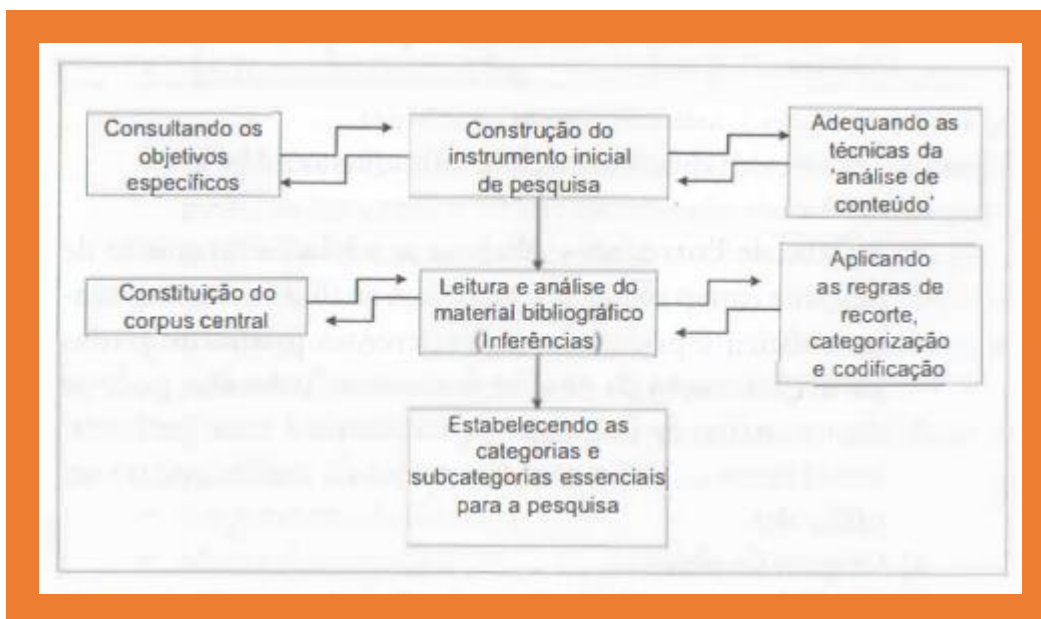 Consultando os
objetivos
específicos
Construção do
instrumento inicial
de pesquisa
Adequando as
técnicas da
'análise de
conteúdo'
Constituição do
corpus central
Leitura e análise do
material bibliográfico
(Inferências)
Aplicando
as regras de
recorte,
categorização
e codificação
Estabelecendo as
categorias e
subcategorias essenciais
para a pesquisa